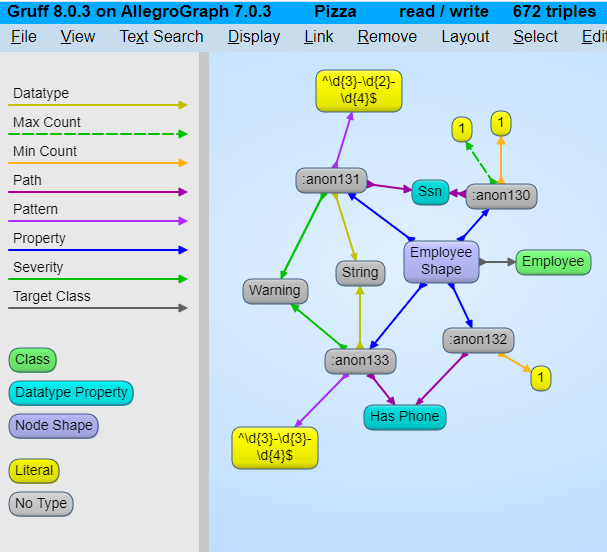 Gruff 8.0.3 on AllegroGraph 7.0.3 Pizza read / write 672 triples
File View Text Search Display Link Remove Layout Select Edit
Datatype
Max Count
Min Count
Path
Pattern
Property
Severity
Target Class
Class
Datatype Property
Node Shape
Literal
No Type
^\d{3}-\d{2}-
\d{4}$
1
1
:anon131
Ssn
:anon130
Employee
Shape
Employee
String
Warning
:anon132
:anon133
1
Has Phone
^\d{3}-\d{3}-
\d{4}$